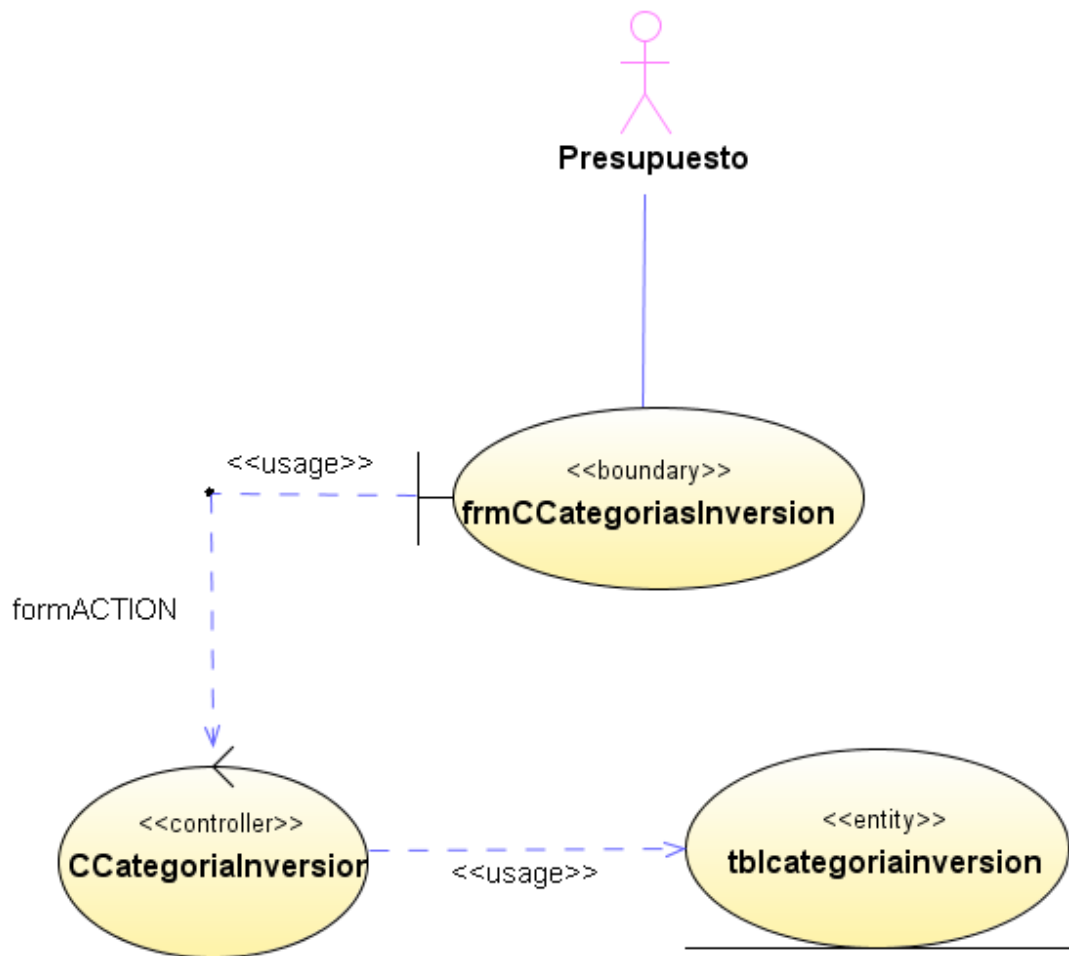 Presupuesto
<<usage>>
<<boundary>>
frmCCategoriasInversion
formACTION
<<controller>>
CCategoriaInversion
<<usage>>
<<entity>>
tblcategoriainversion